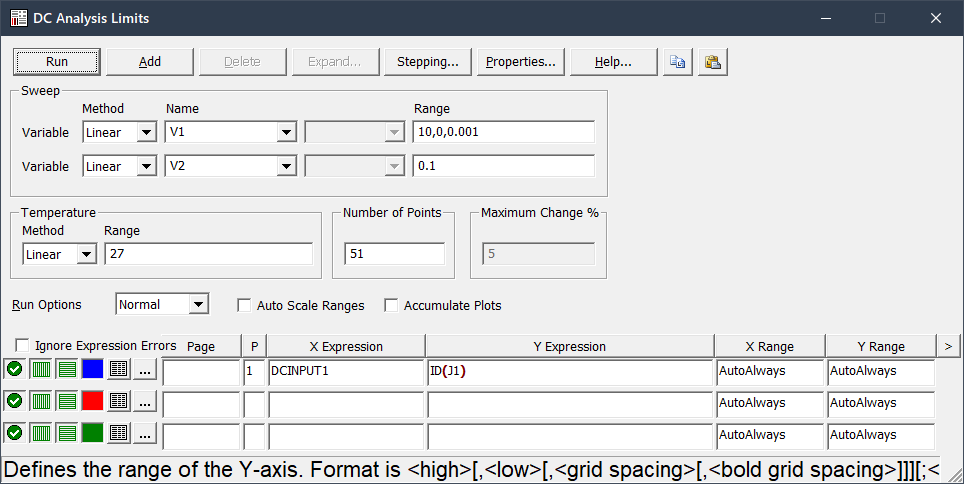 DC Analysis Limits
Run Add Delete Expand... Stepping... Properties... Help...
Sweep
Method Name Range
Variable Linear V1 10,0,0.001
Variable Linear V2 0.1
Temperature Number of Points Maximum Change %
Method Range
Linear 27 51 5
Run Options Normal Auto Scale Ranges Accumulate Plots
Ignore Expression Errors Page P X Expression Y Expression X Range Y Range >
... 1 DCINPUT1 ID(J1) AutoAlways AutoAlways
... AutoAlways AutoAlways
... AutoAlways AutoAlways
Defines the range of the Y-axis. Format is <high>[,<low>[,<grid spacing>[,<bold grid spacing>]]][;<